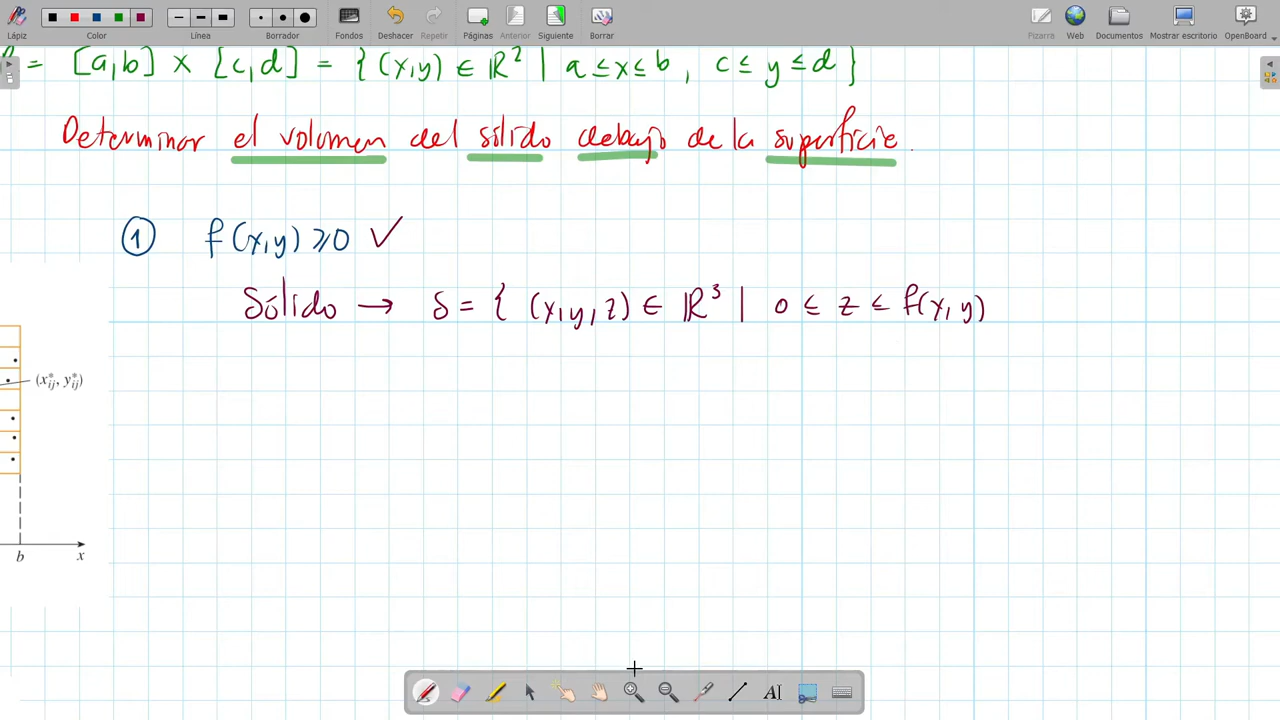 Lápiz Color Línea Borrador Fondos Deshacer Repetir Páginas Anterior Siguiente Borrar Pizarra Web Documentos Mostrar escritorio OpenBoard
= [a,b] × [c,d] = { (x,y) ∈ ℝ² | a ≤ x ≤ b , c ≤ y ≤ d }
Determinar el volumen del sólido debajo de la superficie.
① f(x,y) ≥ 0 ✓
Sólido → S = { (x,y,z) ∈ ℝ³ | 0 ≤ z ≤ f(x,y)
(x*ij, y*ij)
b x
AI